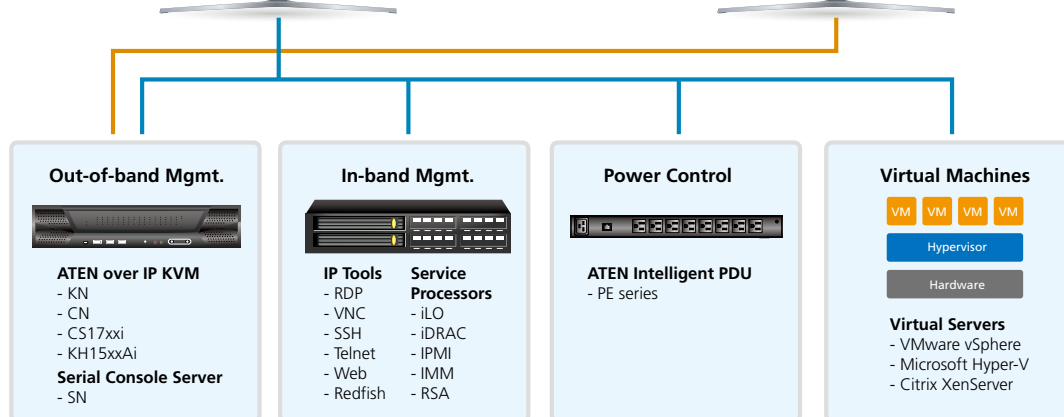 Out-of-band Mgmt.
ATEN over IP KVM
- KN
- CN
- CS17xxi
- KH15xxAi
Serial Console Server
- SN
In-band Mgmt.
IP Tools
- RDP
- VNC
- SSH
- Telnet
- Web
- Redfish
Service
Processors
- iLO
- iDRAC
- IPMI
- IMM
- RSA
Power Control
ATEN Intelligent PDU
- PE series
Virtual Machines
VM VM VM VM
Hypervisor
Hardware
Virtual Servers
- VMware vSphere
- Microsoft Hyper-V
- Citrix XenServer